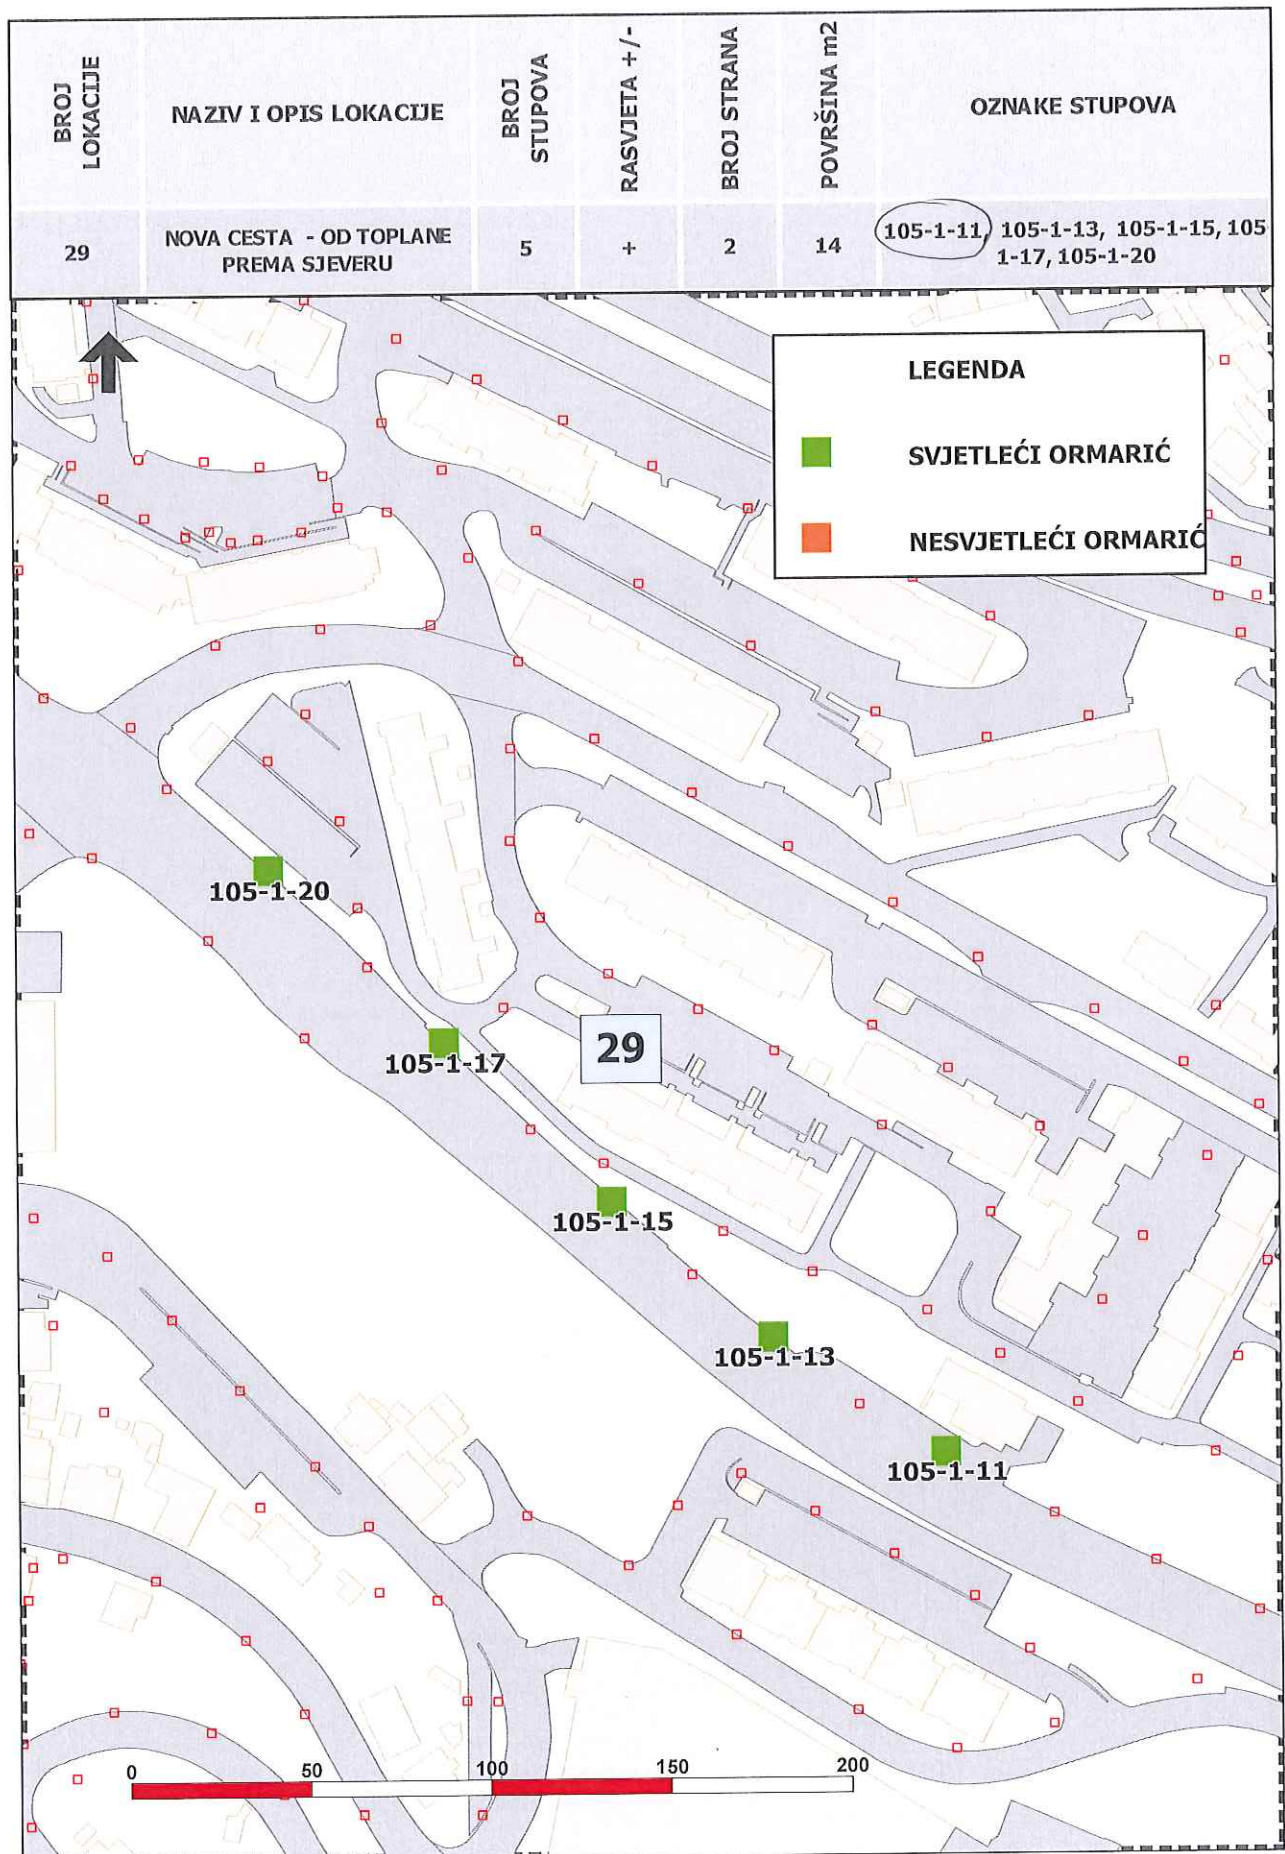 BROJ
LOKACIJE
NAZIV I OPIS LOKACIJE
BROJ
STUPOVA
RASVJETA +/-
BROJ STRANA
POVRŠINA m2
OZNAKE STUPOVA
29
NOVA CESTA - OD TOPLANE
PREMA SJEVERU
5
+
2
14
105-1-11, 105-1-13, 105-1-15, 105
1-17, 105-1-20
LEGENDA
SVJETLEĆI ORMARIĆ
NESVJETLEĆI ORMARIĆ
105-1-20
105-1-17
29
105-1-15
105-1-13
105-1-11
0 50 100 150 200